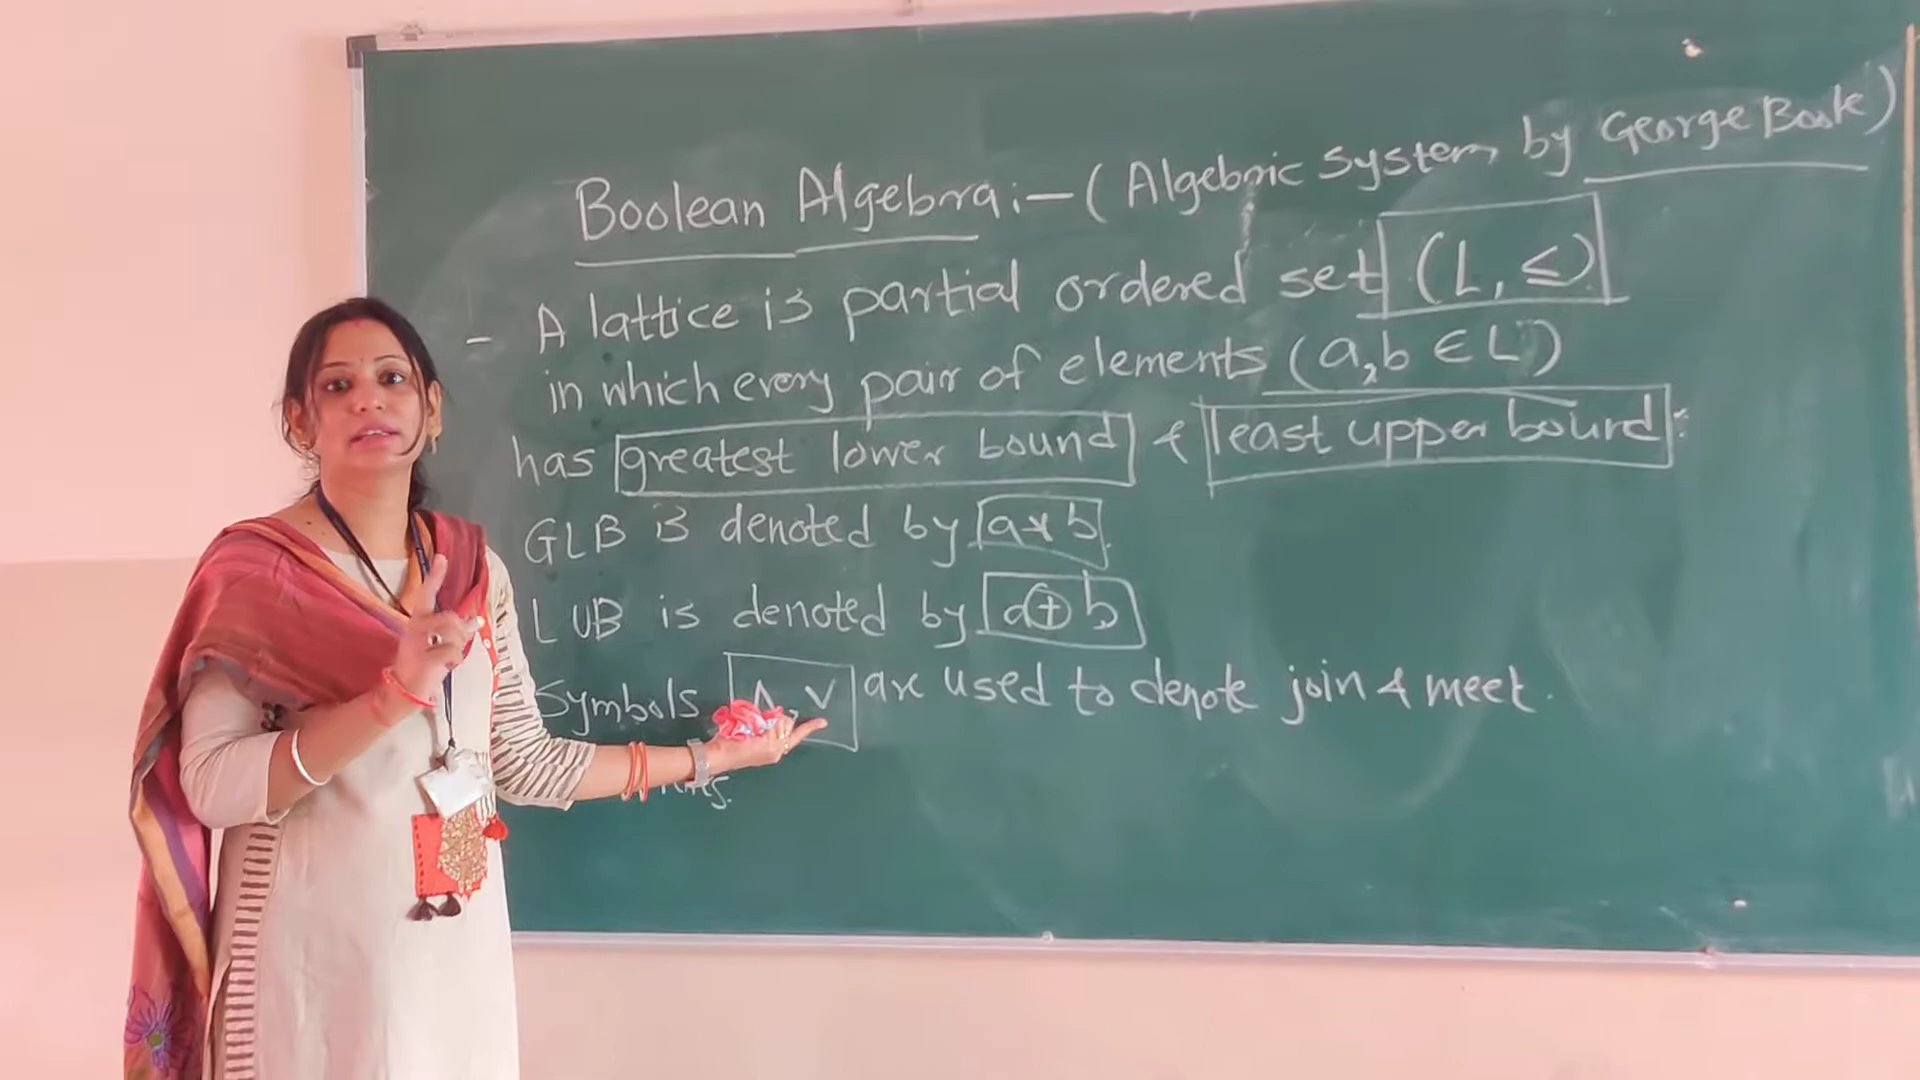 Boolean Algebra:- (Algebraic System by George Boole)
- A lattice is partial ordered set (L, ≤)
in which every pair of elements (a, b ∈ L)
has greatest lower bound & least upper bound.
GLB is denoted by a * b.
LUB is denoted by a ⊕ b
Symbols ∧, ∨ are used to denote join & meet.